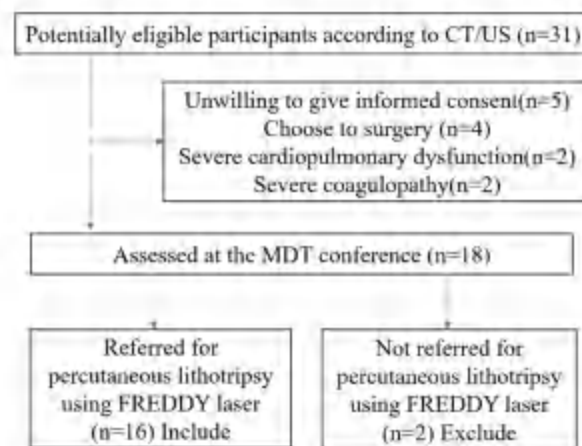 Potentially eligible participants according to CT/US (n=31)
Unwilling to give informed consent(n=5)
Choose to surgery (n=4)
Severe cardiopulmonary dysfunction(n=2)
Severe coagulopathy(n=2)
Assessed at the MDT conference (n=18)
Referred for
percutaneous lithotripsy
using FREDDY laser
(n=16) Include
Not referred for
percutaneous lithotripsy
using FREDDY laser
(n=2) Exclude